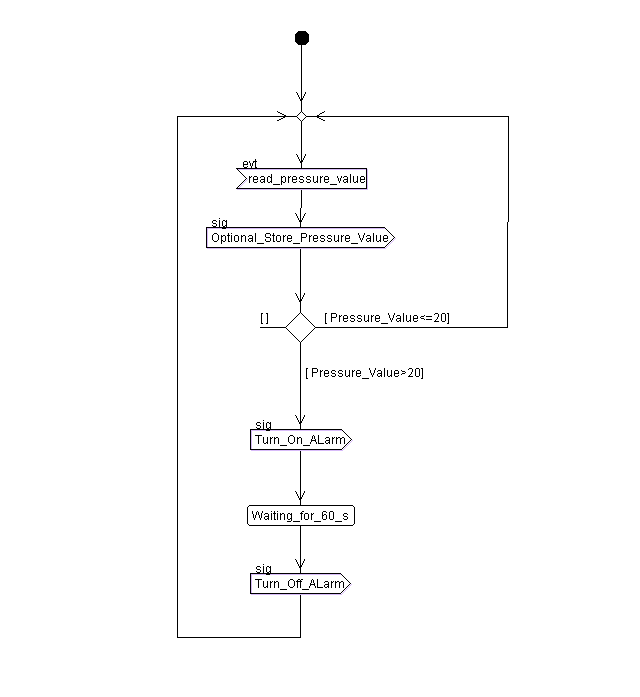 evt
read_pressure_value
sig
Optional_Store_Pressure_Value
[ ]
[ Pressure_Value<=20]
[ Pressure_Value>20]
sig
Turn_On_ALarm
Waiting_for_60_s
sig
Turn_Off_ALarm